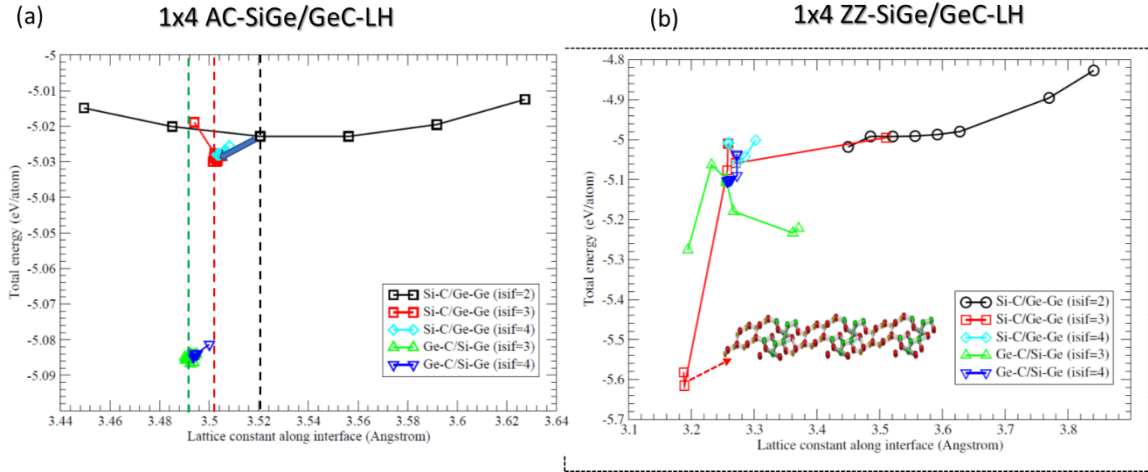 (a)
1x4 AC-SiGe/GeC-LH
-5
-5.01
-5.02
-5.03
-5.04
-5.05
-5.06
-5.07
-5.08
-5.09
Total energy (eV/atom)
Si-C/Ge-Ge (isif=2)
Si-C/Ge-Ge (isif=3)
Si-C/Ge-Ge (isif=4)
Ge-C/Si-Ge (isif=3)
Ge-C/Si-Ge (isif=4)
3.44 3.46 3.48 3.5 3.52 3.54 3.56 3.58 3.6 3.62 3.64
Lattice constant along interface (Angstrom)
(b)
1x4 ZZ-SiGe/GeC-LH
-4.8
-4.9
-5
-5.1
-5.2
-5.3
-5.4
-5.5
-5.6
-5.7
Total energy (eV/atom)
Si-C/Ge-Ge (isif=2)
Si-C/Ge-Ge (isif=3)
Si-C/Ge-Ge (isif=4)
Ge-C/Si-Ge (isif=3)
Ge-C/Si-Ge (isif=4)
3.1 3.2 3.3 3.4 3.5 3.6 3.7 3.8
Lattice constant along interface (Angstrom)